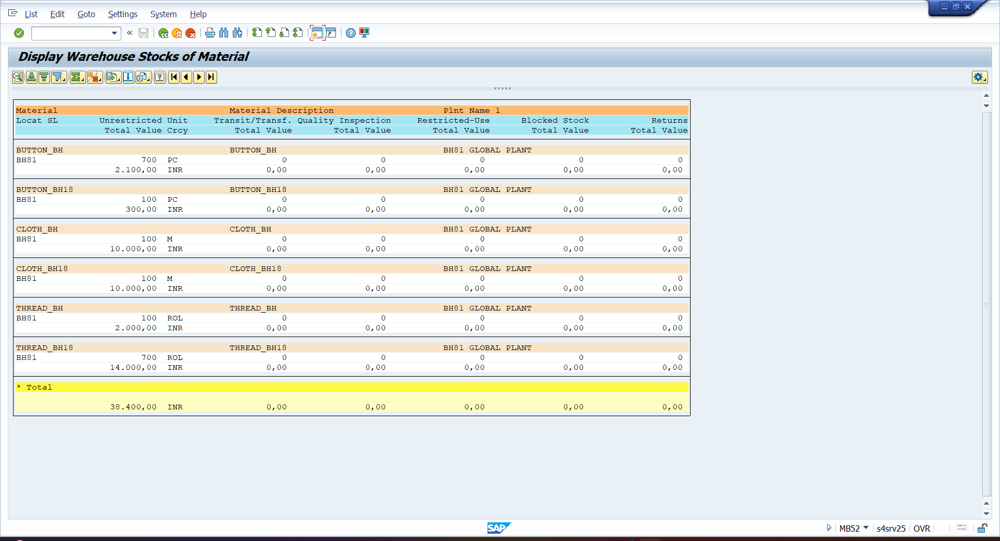 List Edit Goto Settings System Help
Display Warehouse Stocks of Material
Material Material Description Plnt Name 1
Locat SL Unrestricted Unit Transit/Transf. Quality Inspection Restricted-Use Blocked Stock Returns
Total Value Crcy Total Value Total Value Total Value Total Value Total Value
BUTTON_BH BUTTON_BH BH81 GLOBAL PLANT
BH81 700 PC 0 0 0 0 0
2.100,00 INR 0,00 0,00 0,00 0,00 0,00
BUTTON_BH18 BUTTON_BH18 BH81 GLOBAL PLANT
BH81 100 PC 0 0 0 0 0
300,00 INR 0,00 0,00 0,00 0,00 0,00
CLOTH_BH CLOTH_BH BH81 GLOBAL PLANT
BH81 100 M 0 0 0 0 0
10.000,00 INR 0,00 0,00 0,00 0,00 0,00
CLOTH_BH18 CLOTH_BH18 BH81 GLOBAL PLANT
BH81 100 M 0 0 0 0 0
10.000,00 INR 0,00 0,00 0,00 0,00 0,00
THREAD_BH THREAD_BH BH81 GLOBAL PLANT
BH81 100 ROL 0 0 0 0 0
2.000,00 INR 0,00 0,00 0,00 0,00 0,00
THREAD_BH18 THREAD_BH18 BH81 GLOBAL PLANT
BH81 700 ROL 0 0 0 0 0
14.000,00 INR 0,00 0,00 0,00 0,00 0,00
* Total
38.400,00 INR 0,00 0,00 0,00 0,00 0,00
SAP MB52 s4srv25 OVR